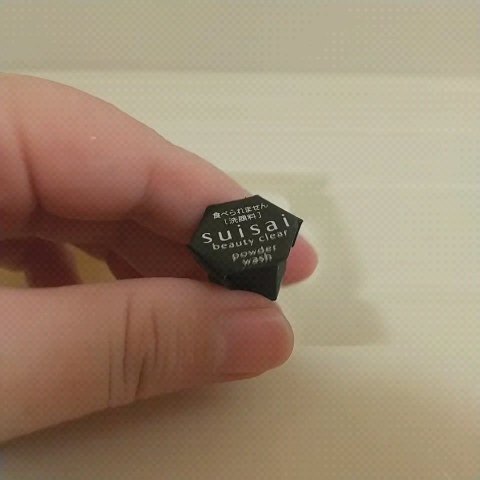 食べられません
[洗顔料]
suisai
beauty clear
powder
wash